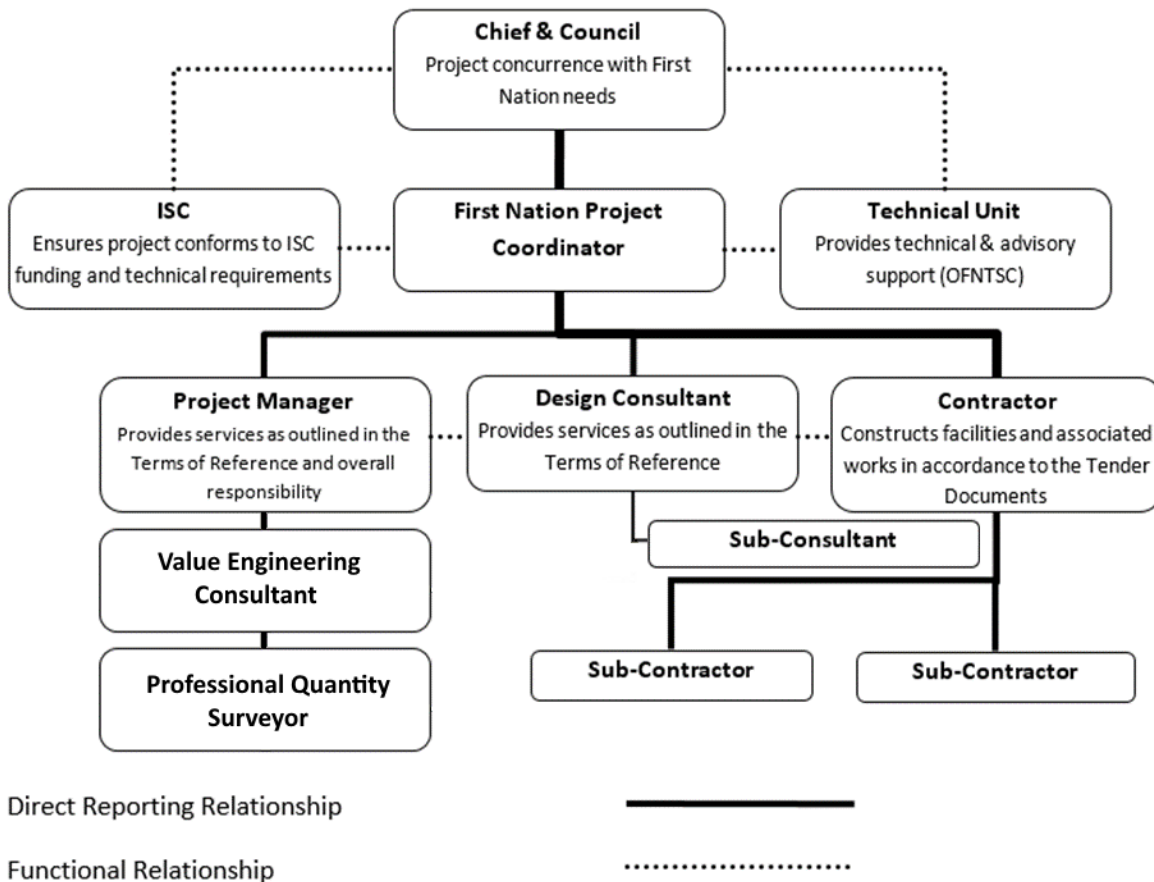 Chief & Council
Project concurrence with First
Nation needs
ISC
Ensures project conforms to ISC
funding and technical requirements
First Nation Project
Coordinator
Technical Unit
Provides technical & advisory
support (OFNTSC)
Project Manager
Provides services as outlined in the
Terms of Reference and overall
responsibility
Design Consultant
Provides services as outlined in the
Terms of Reference
Contractor
Constructs facilities and associated
works in accordance to the Tender
Documents
Value Engineering
Consultant
Sub-Consultant
Professional Quantity
Surveyor
Sub-Contractor
Sub-Contractor
Direct Reporting Relationship
Functional Relationship